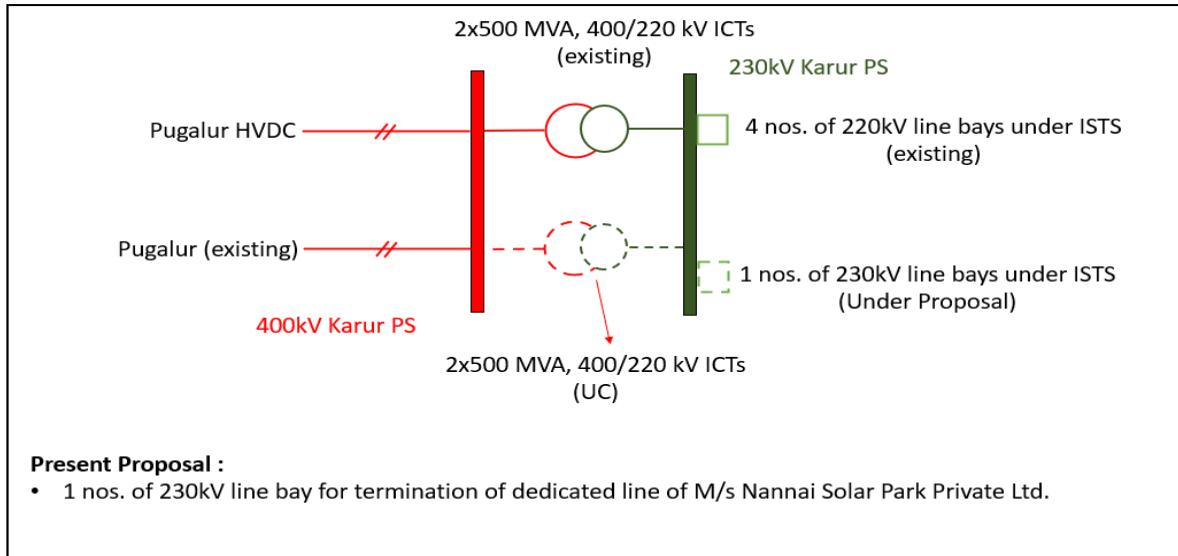 2x500 MVA, 400/220 kV ICTs
(existing)
230kV Karur PS
Pugalur HVDC
4 nos. of 220kV line bays under ISTS
(existing)
Pugalur (existing)
1 nos. of 230kV line bays under ISTS
(Under Proposal)
400kV Karur PS
2x500 MVA, 400/220 kV ICTs
(UC)
Present Proposal :
• 1 nos. of 230kV line bay for termination of dedicated line of M/s Nannai Solar Park Private Ltd.